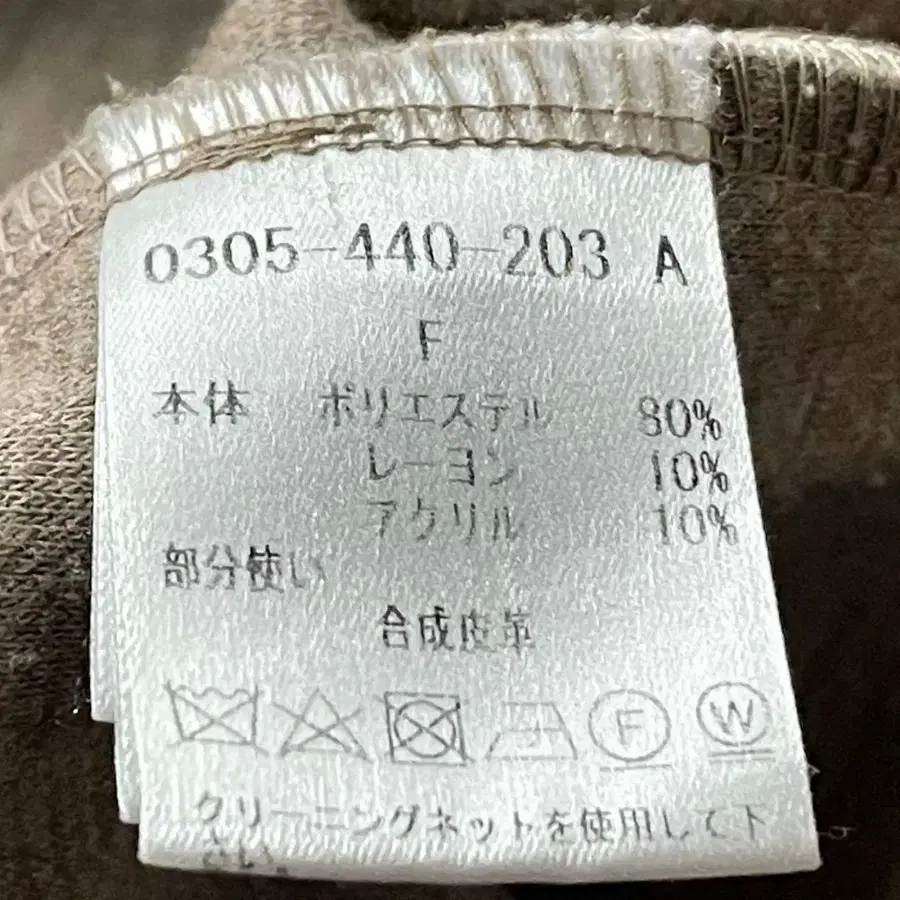 0305-440-203 A
F
本体 ポリエステル 80%
レーヨン 10%
アクリル 10%
部分使い
合成皮革
F W
クリーニングネットを使用して下
さい。